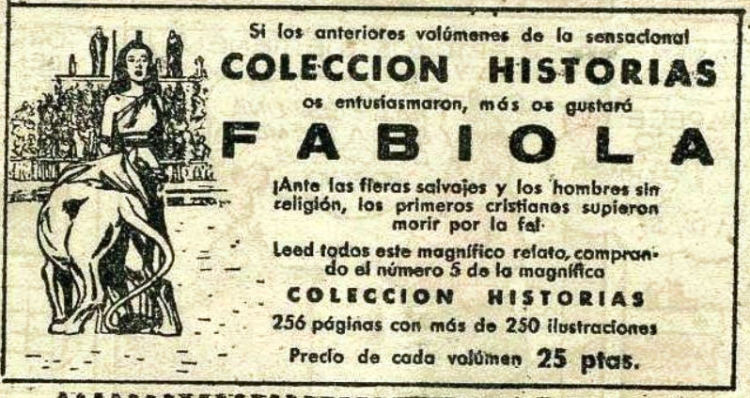 Si los anteriores volúmenes de la sensacional
COLECCION HISTORIAS
os entusiasmaron, más os gustará
FABIOLA
¡Ante las fieras salvajes y los hombres sin
religión, los primeros cristianos supieron
morir por la fe!
Leed todos este magnífico relato, compran-
do el número 5 de la magnífica
COLECCION HISTORIAS
256 páginas con más de 250 ilustraciones
Precio de cada volúmen 25 ptas.